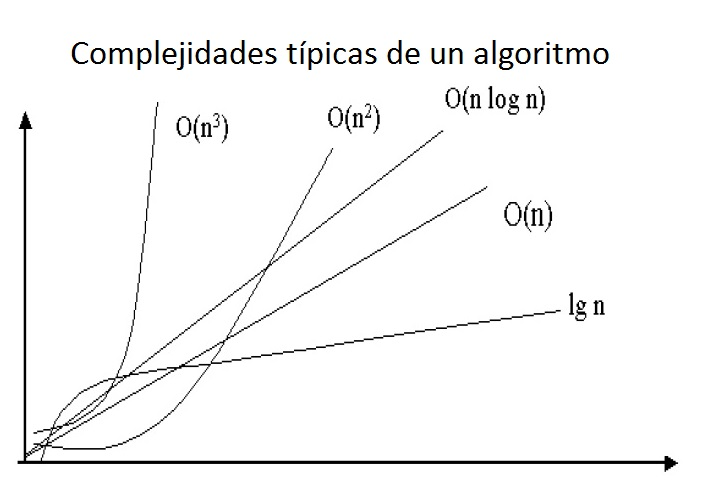 Complejidades típicas de un algoritmo
O(n³)
O(n²)
O(n log n)
O(n)
lg n